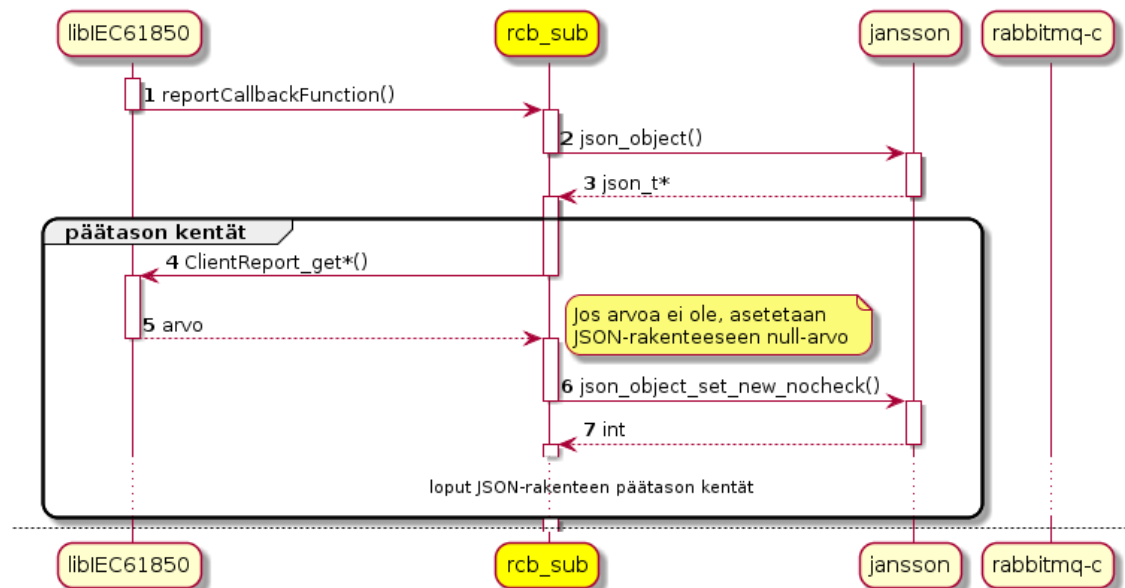 libIEC61850 rcb_sub jansson rabbitmq-c
1 reportCallbackFunction()
2 json_object()
3 json_t*
päätason kentät
4 ClientReport_get*()
Jos arvoa ei ole, asetetaan
JSON-rakenteeseen null-arvo
5 arvo
6 json_object_set_new_nocheck()
7 int
loput JSON-rakenteen päätason kentät
libIEC61850 rcb_sub jansson rabbitmq-c